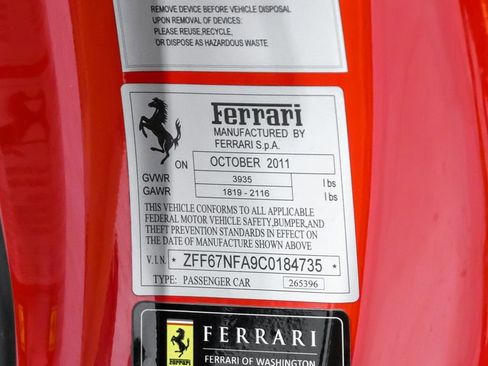 REMOVE DEVICE BEFORE VEHICLE DISPOSAL
UPON REMOVAL OF DEVICES:
PLEASE REUSE,RECYCLE,
OR DISPOSE AS HAZARDOUS WASTE
Ferrari
MANUFACTURED BY
FERRARI S.p.A.
ON OCTOBER 2011
GVWR 3935 lbs
GAWR 1819 - 2116 lbs
THIS VEHICLE CONFORMS TO ALL APPLICABLE
FEDERAL MOTOR VEHICLE SAFETY,BUMPER,AND
THEFT PREVENTION STANDARDS IN EFFECT ON
THE DATE OF MANUFACTURE SHOWN ABOVE
V.I.N. * ZFF67NFA9C0184735 *
TYPE: PASSENGER CAR 265396
FERRARI
FERRARI OF WASHINGTON